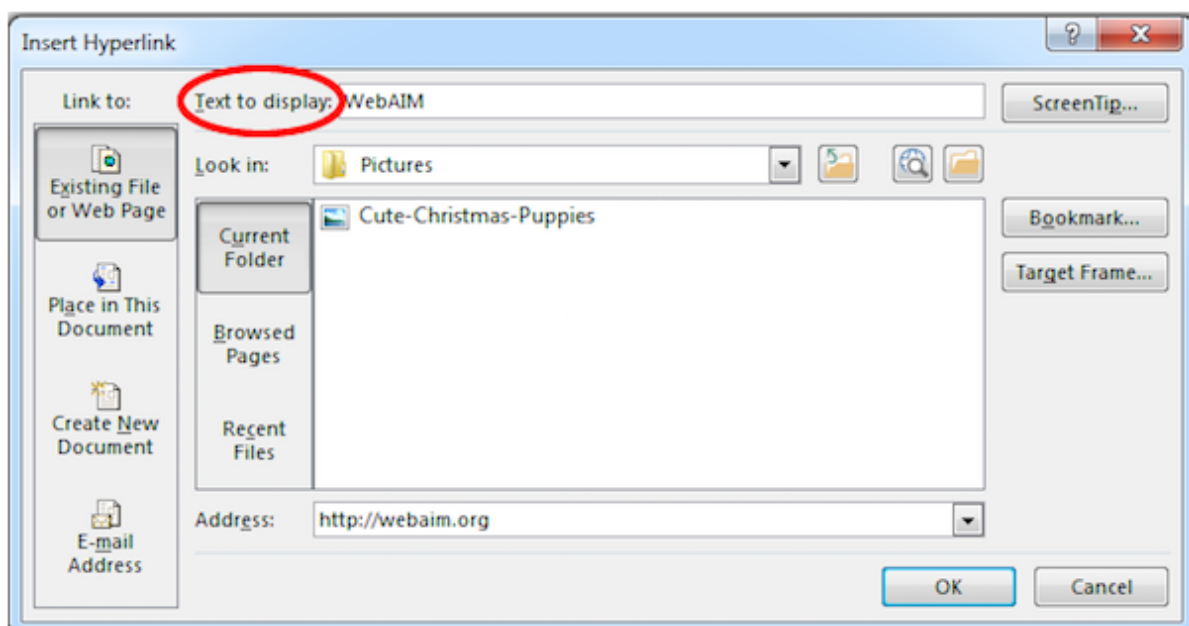 Insert Hyperlink
Link to:
Text to display: WebAIM
ScreenTip...
Existing File
or Web Page
Look in: Pictures
Current
Folder
Cute-Christmas-Puppies
Bookmark...
Target Frame...
Place in This
Document
Browsed
Pages
Create New
Document
Recent
Files
E-mail
Address
Address: http://webaim.org
OK
Cancel